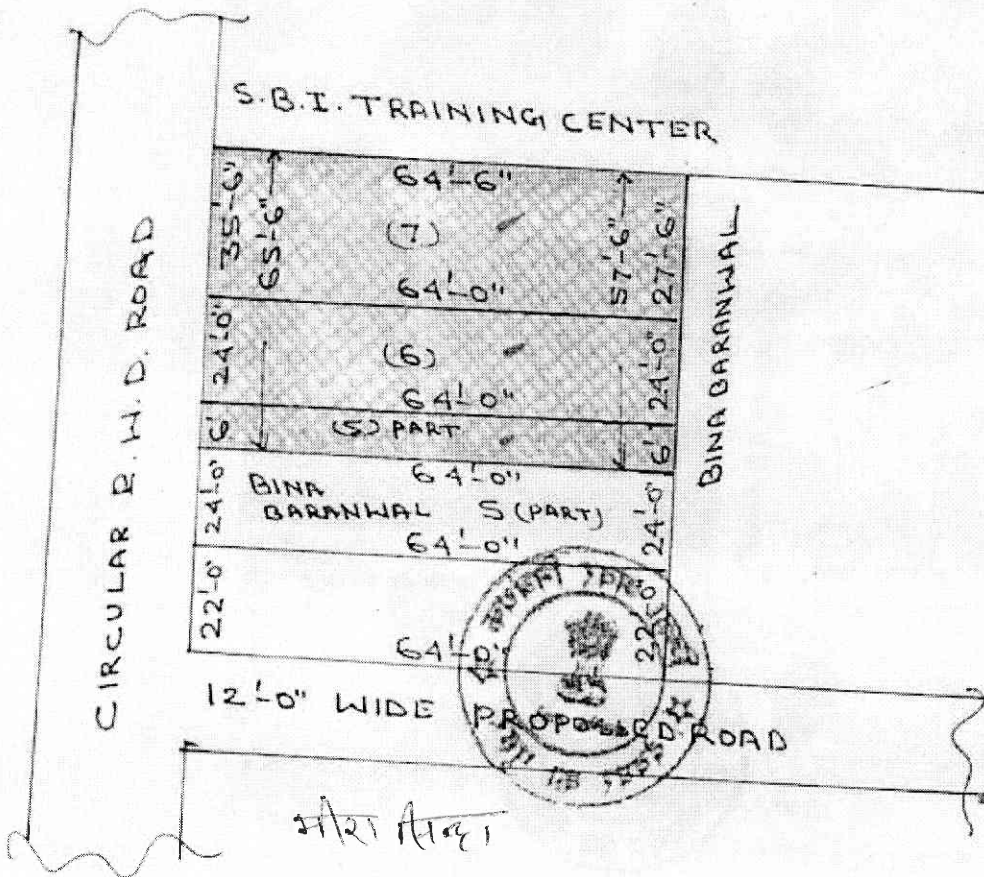 S.B.I. TRAINING CENTER
CIRCULAR P.W.D. ROAD
35'-6"
65'-6"
64'-6"
(7)
64'-0"
57'-6"
27'-6"
BINA BARANWAL
24'-0"
(6)
64'-0"
24'-0"
6'
(5) PART
6'
64'-0"
24'-0"
BINA
BARANWAL 5 (PART)
24'-0"
64'-0"
22'-0"
64'-0"
22'-0"
12'-0" WIDE PROPOSED ROAD